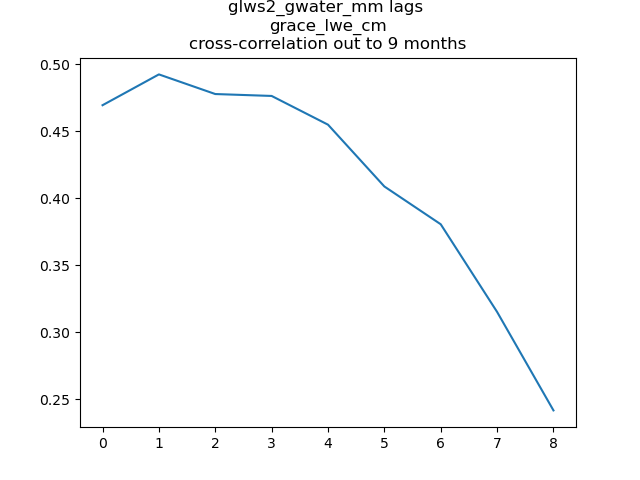 glws2_gwater_mm lags
grace_lwe_cm
cross-correlation out to 9 months
0.50
0.45
0.40
0.35
0.30
0.25
0 1 2 3 4 5 6 7 8